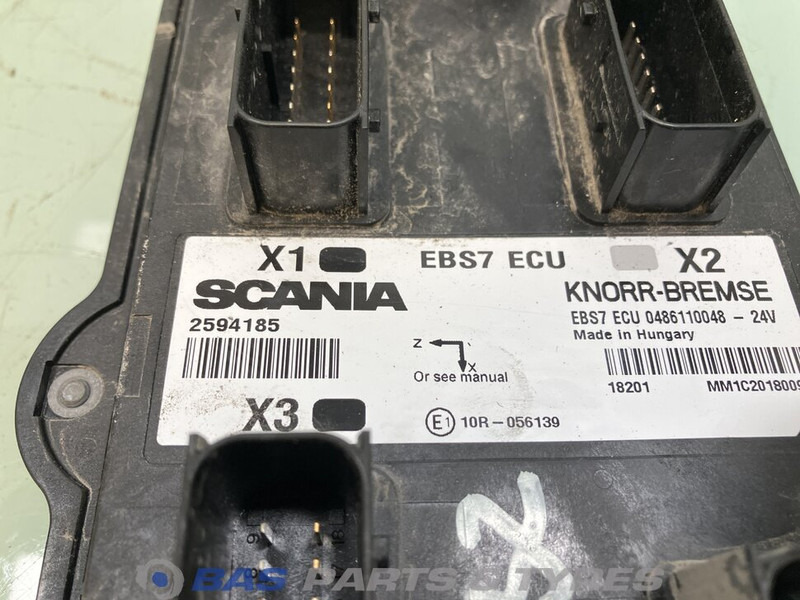 X1 EBS7 ECU X2
SCANIA KNORR-BREMSE
2594185 EBS7 ECU 0486110048 - 24V
Made in Hungary
Z
X
Or see manual
18201
X3
E1 10R-056139
BAS PARTS & TYRES